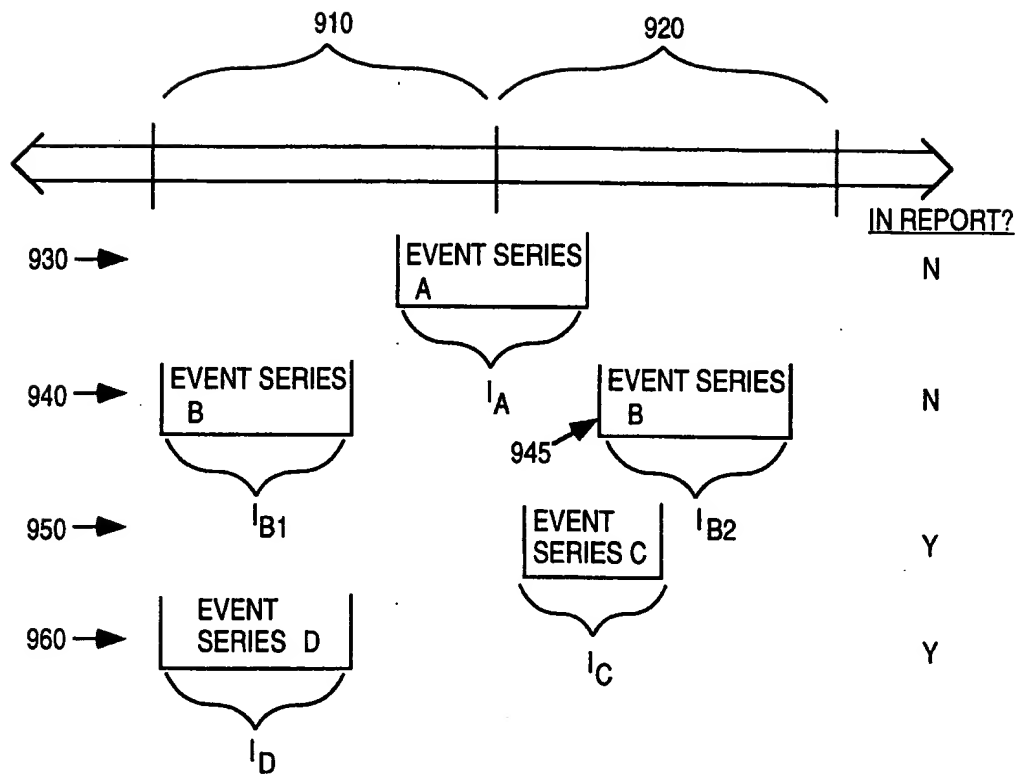 910
920
IN REPORT?
930
EVENT SERIES
A
N
I_A
940
EVENT SERIES
B
945
EVENT SERIES
B
N
I_B1
I_B2
950
EVENT
SERIES C
Y
I_C
960
EVENT
SERIES D
Y
I_D